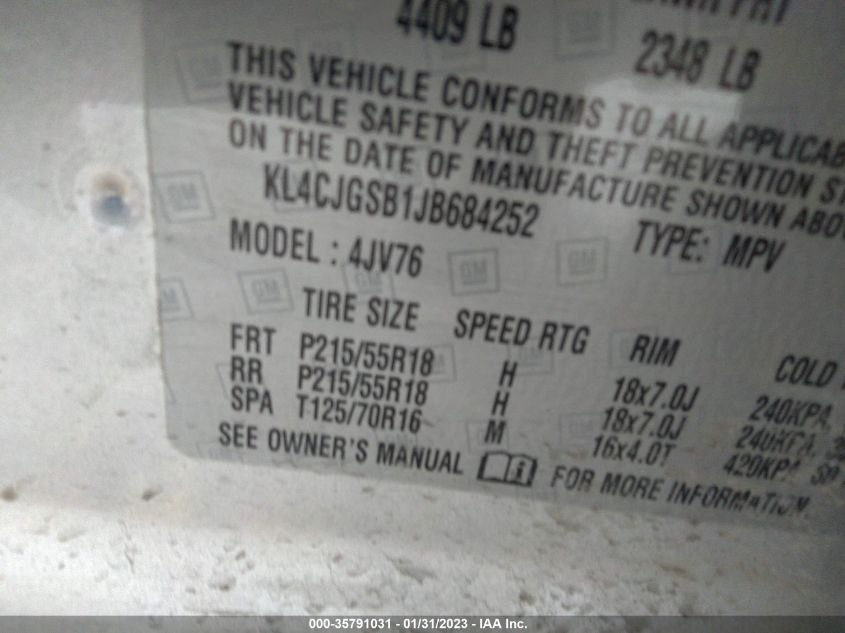 4409 LB
2348 LB
THIS VEHICLE CONFORMS TO ALL
VEHICLE SAFETY AND THEFT PREVENTION
ON THE DATE OF MANUFACTURE SHOWN
KL4CJGSB1JB684252 TYPE: MPV
MODEL : 4JV76
TIRE SIZE SPEED RTG RIM COLD
FRT P215/55R18 H 18x7.0J 240KPA,
RR P215/55R18 H 18x7.0J 240KPA,
SPA T125/70R16 M 16x4.0T 420KPA,
SEE OWNER'S MANUAL FOR MORE INFORMATION.
000-35791031 - 01/31/2023 - IAA Inc.